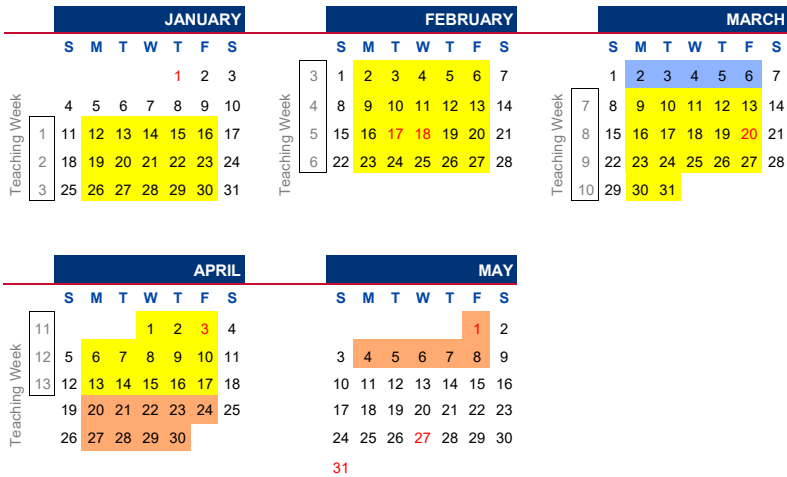 JANUARY
S M T W T F S
1 2 3
4 5 6 7 8 9 10
1 11 12 13 14 15 16 17
2 18 19 20 21 22 23 24
3 25 26 27 28 29 30 31
Teaching Week
FEBRUARY
S M T W T F S
3 1 2 3 4 5 6 7
4 8 9 10 11 12 13 14
5 15 16 17 18 19 20 21
6 22 23 24 25 26 27 28
Teaching Week
MARCH
S M T W T F S
1 2 3 4 5 6 7
7 8 9 10 11 12 13 14
8 15 16 17 18 19 20 21
9 22 23 24 25 26 27 28
10 29 30 31
Teaching Week
APRIL
S M T W T F S
11 1 2 3 4
12 5 6 7 8 9 10 11
13 12 13 14 15 16 17 18
19 20 21 22 23 24 25
26 27 28 29 30
Teaching Week
MAY
S M T W T F S
1 2
3 4 5 6 7 8 9
10 11 12 13 14 15 16
17 18 19 20 21 22 23
24 25 26 27 28 29 30
31